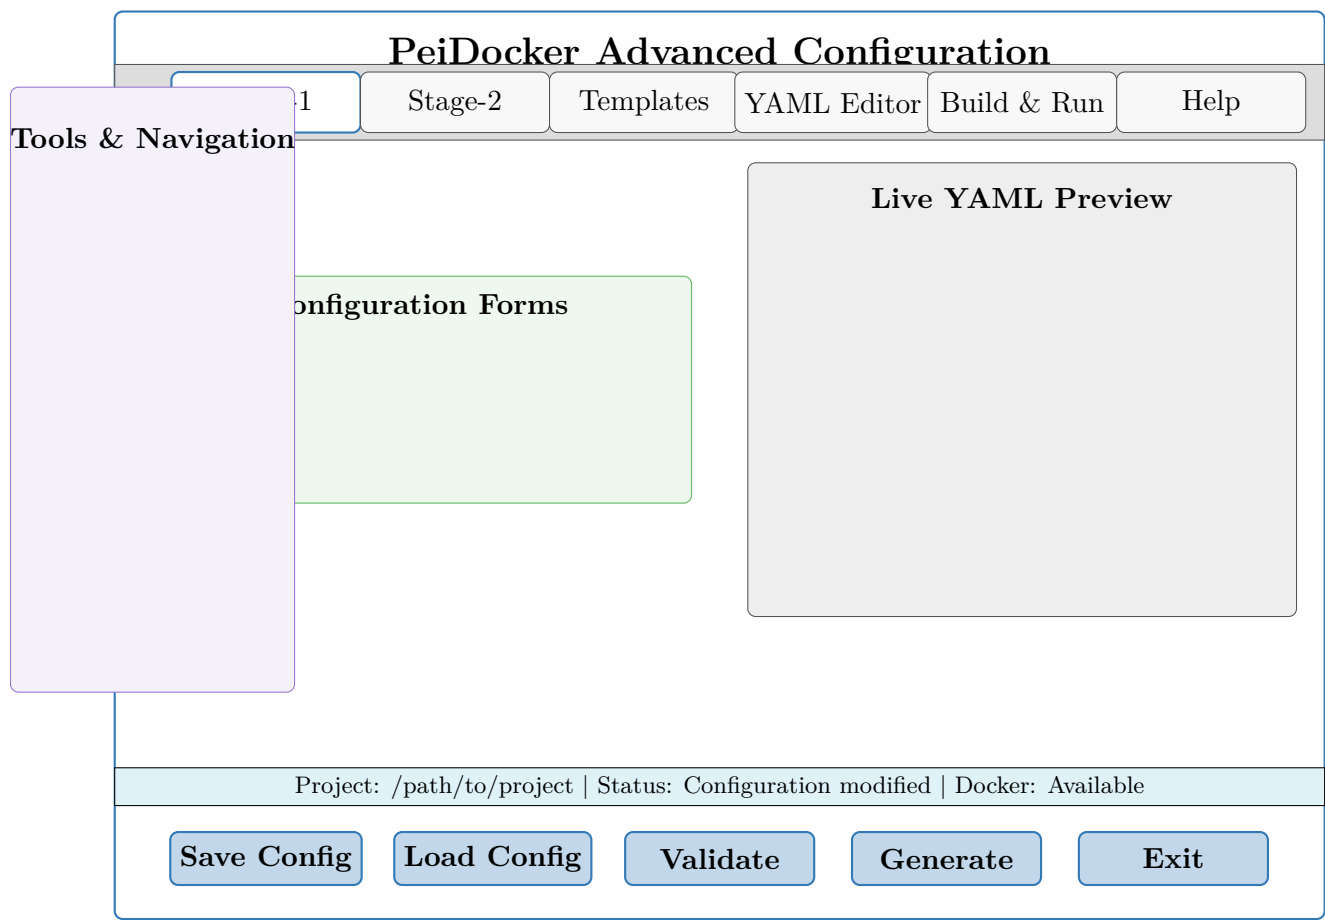 PeiDocker Advanced Configuration
-1
Stage-2
Templates
YAML Editor
Build & Run
Help
Tools & Navigation
Live YAML Preview
onfiguration Forms
Project: /path/to/project | Status: Configuration modified | Docker: Available
Save Config
Load Config
Validate
Generate
Exit